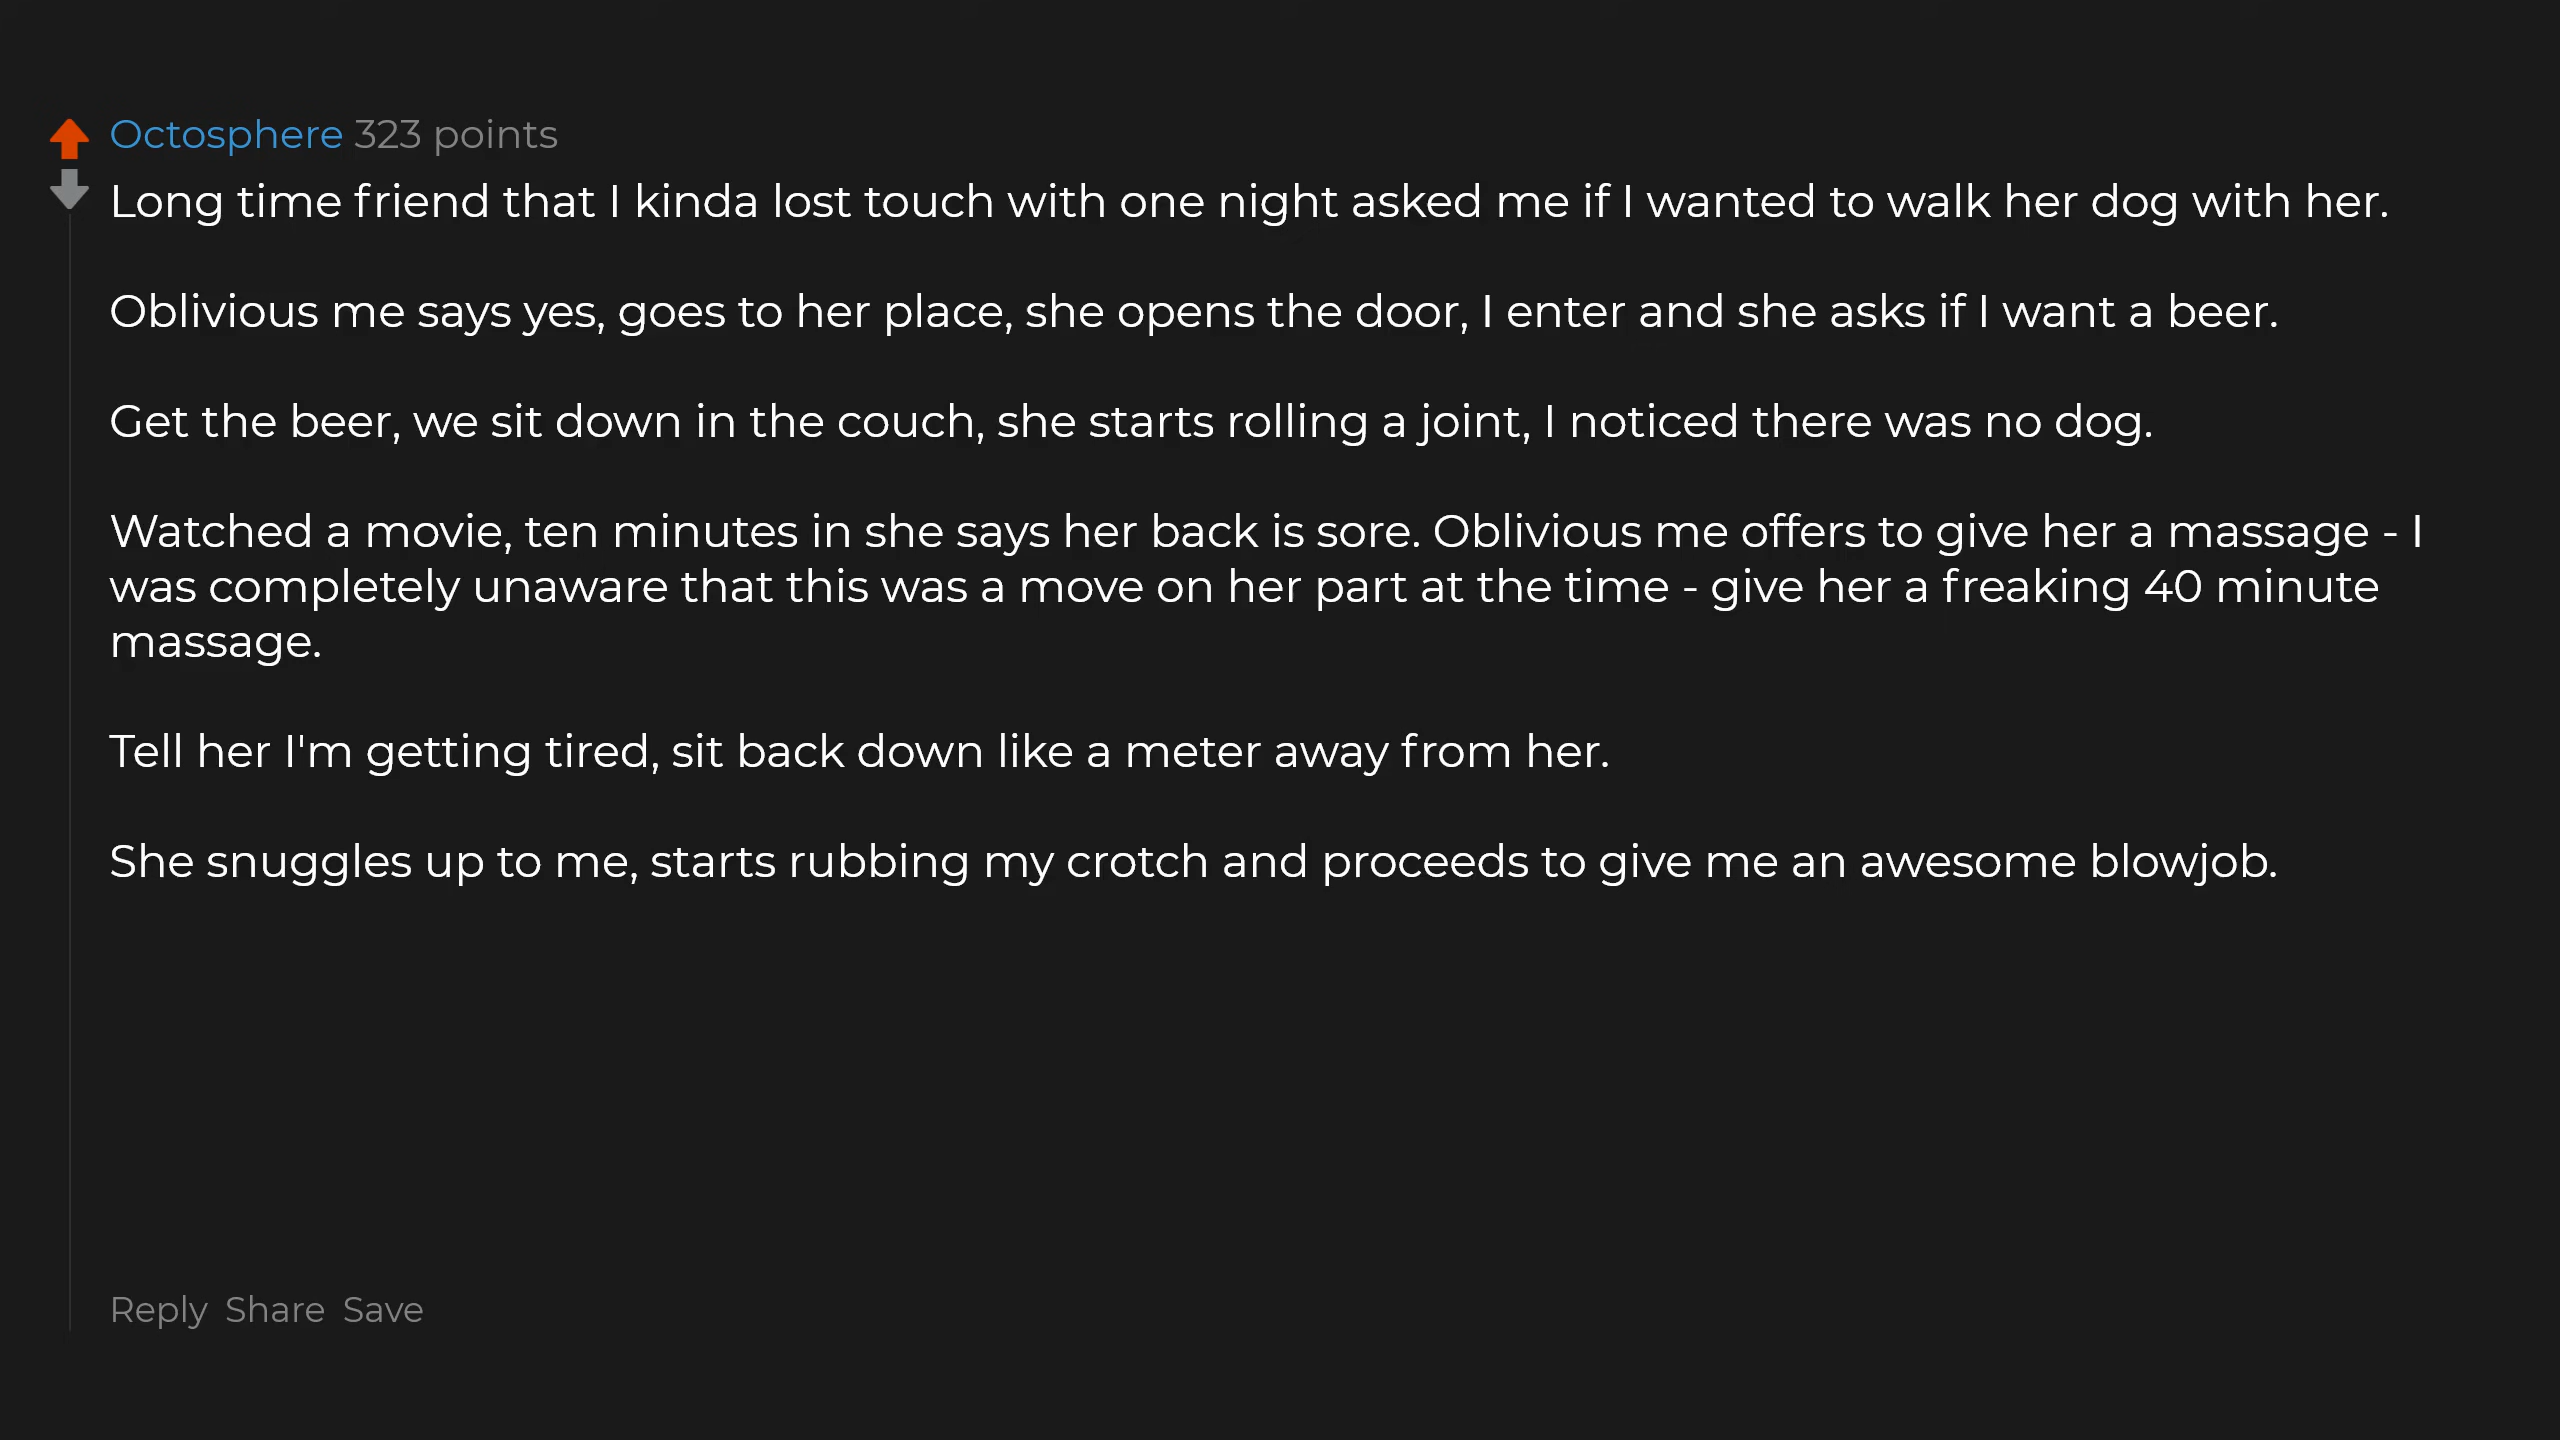 Octosphere 323 points
Long time friend that I kinda lost touch with one night asked me if I wanted to walk her dog with her.
Oblivious me says yes, goes to her place, she opens the door, I enter and she asks if I want a beer.
Get the beer, we sit down in the couch, she starts rolling a joint, I noticed there was no dog.
Watched a movie, ten minutes in she says her back is sore. Oblivious me offers to give her a massage - I
was completely unaware that this was a move on her part at the time - give her a freaking 40 minute
massage.
Tell her I'm getting tired, sit back down like a meter away from her.
She snuggles up to me, starts rubbing my crotch and proceeds to give me an awesome blowjob.
Reply Share Save